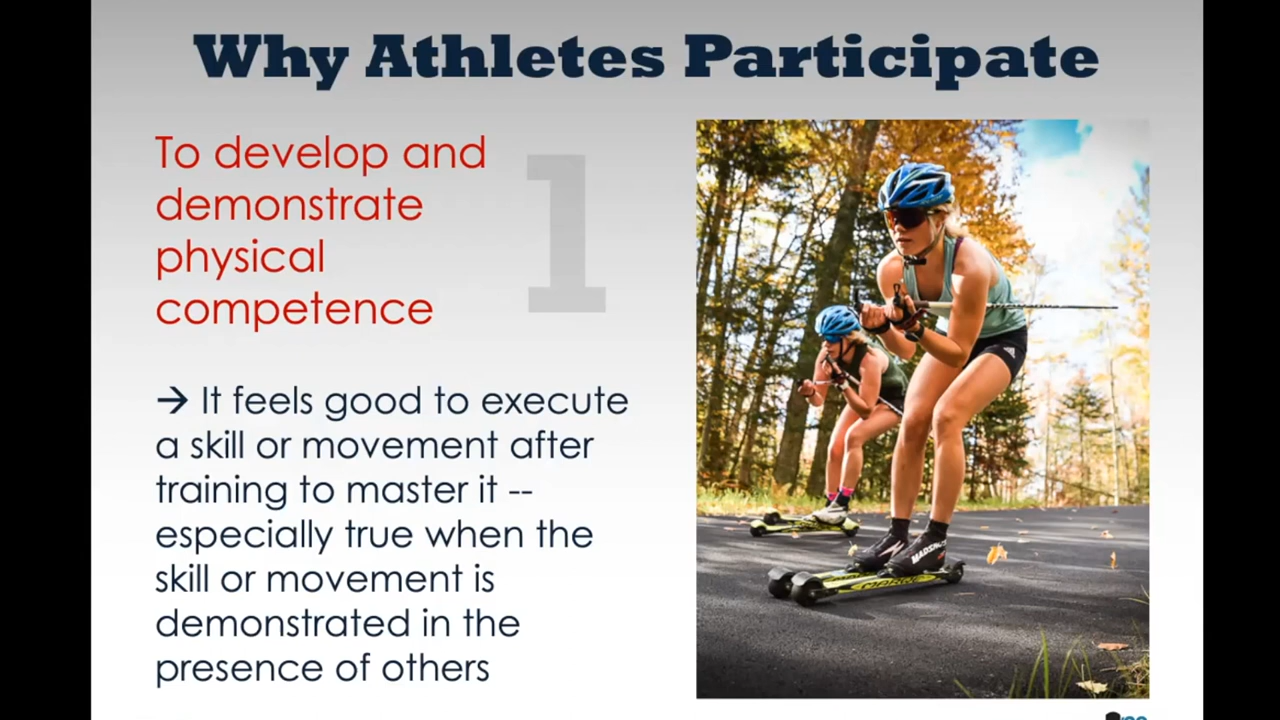 Why Athletes Participate
To develop and
demonstrate
physical
competence
1
→ It feels good to execute
a skill or movement after
training to master it --
especially true when the
skill or movement is
demonstrated in the
presence of others